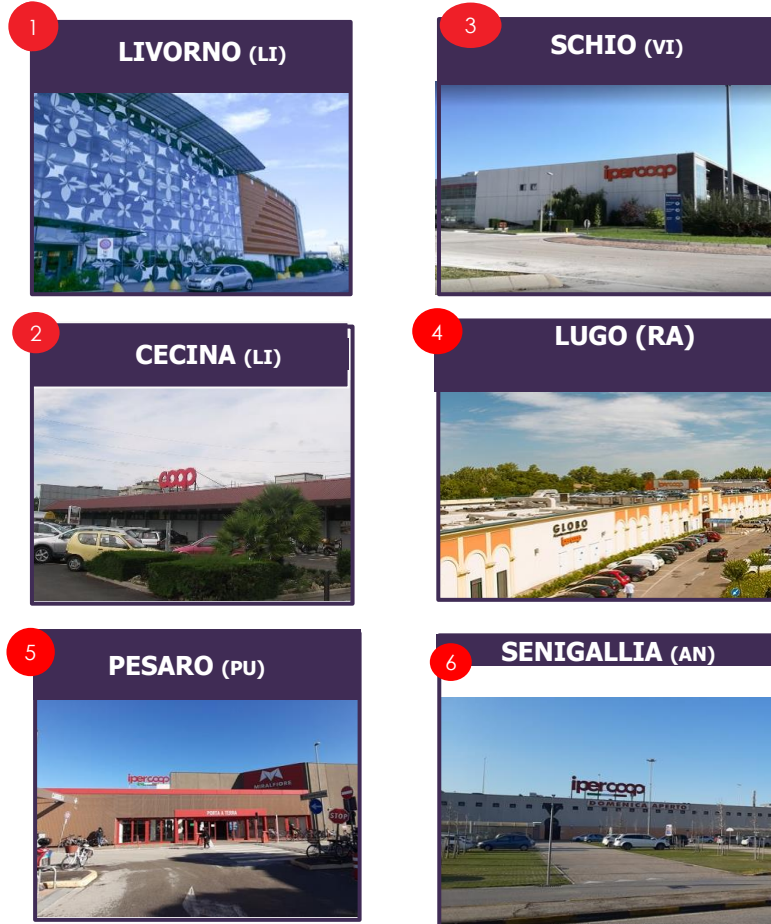 1
LIVORNO (LI)
3
SCHIO (VI)
ipercoop
2
CECINA (LI)
coop
4
LUGO (RA)
ipercoop
GLOBO
ipercoop
5
PESARO (PU)
ipercoop
MIRALFIORE
PORTA A TERRA
STOP
6
SENIGALLIA (AN)
ipercoop
DOMENICA APERTO